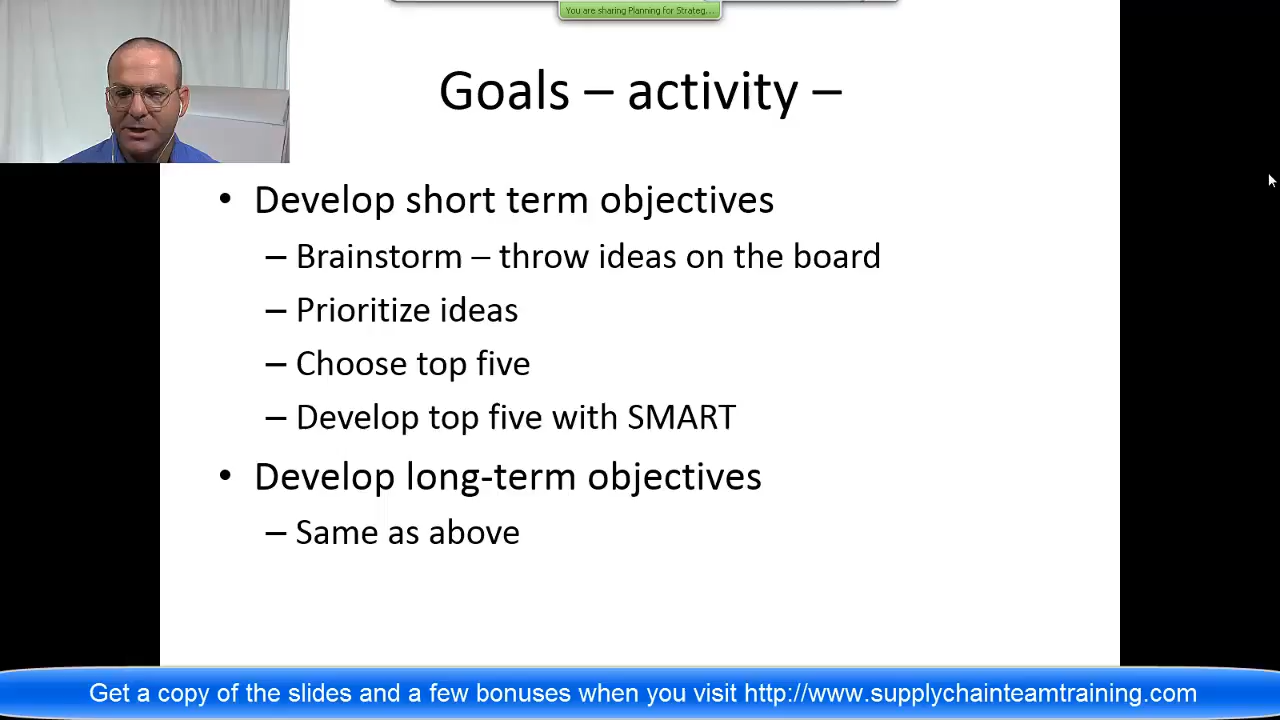 You are sharing Planning for Strateg...
Goals – activity –
• Develop short term objectives
– Brainstorm – throw ideas on the board
– Prioritize ideas
– Choose top five
– Develop top five with SMART
• Develop long-term objectives
– Same as above
Get a copy of the slides and a few bonuses when you visit http://www.supplychainteamtraining.com